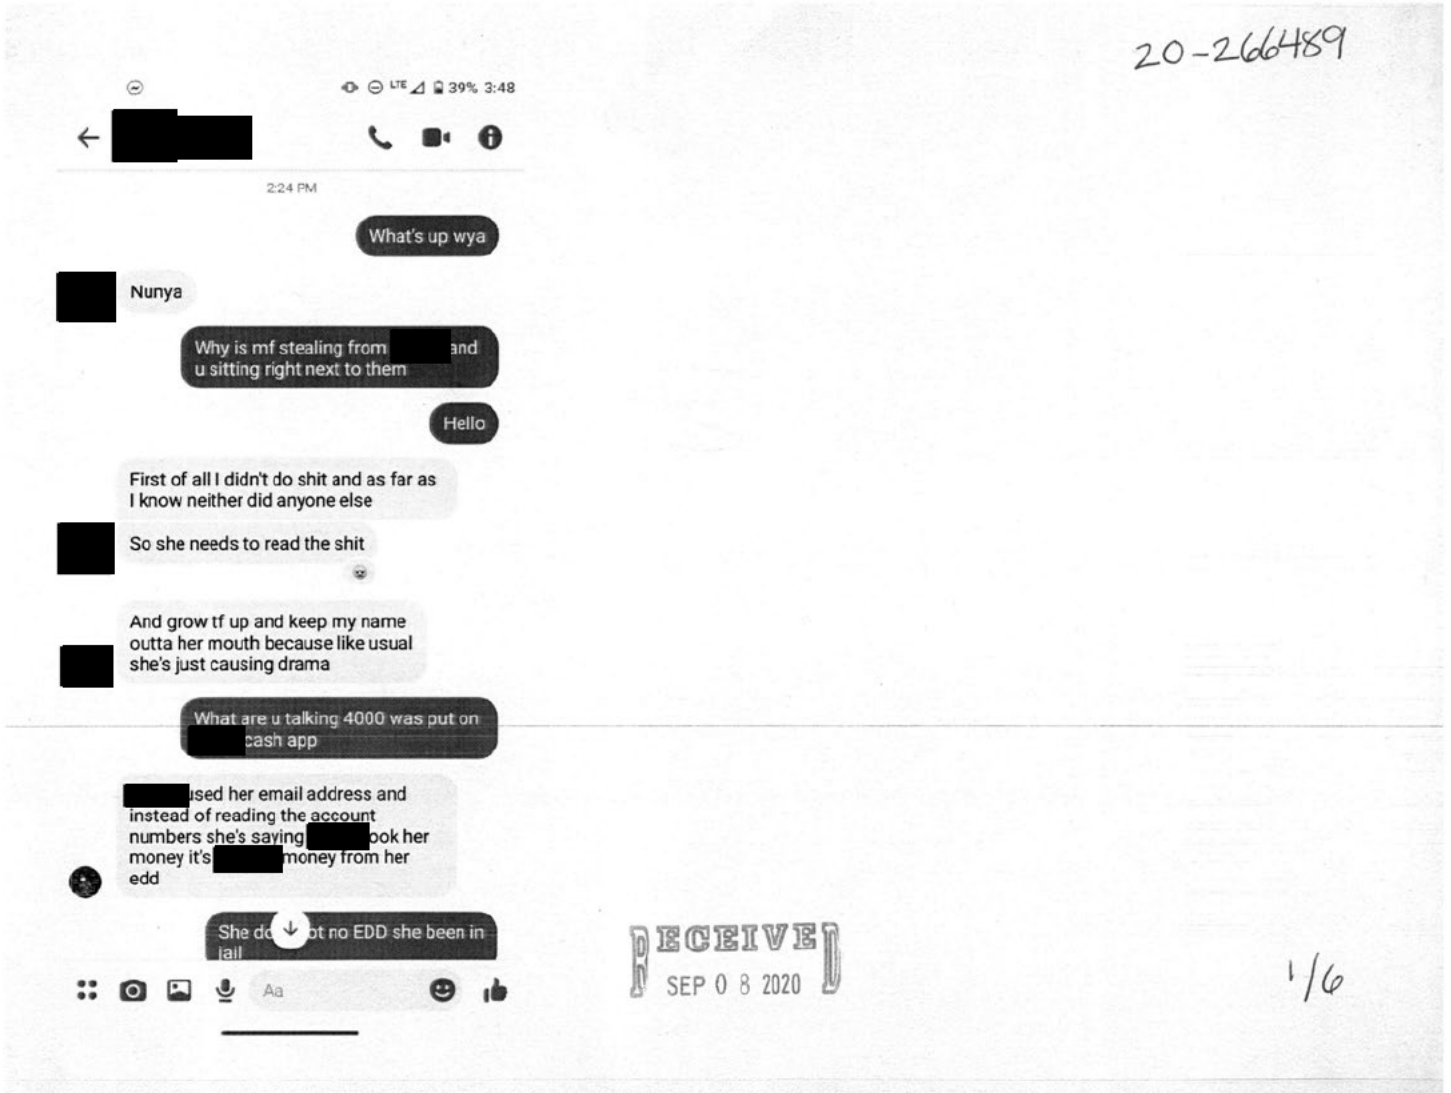 20-266489
LTE 39% 3:48
2:24 PM
What's up wya
Nunya
Why is mf stealing from and
u sitting right next to them
Hello
First of all I didn't do shit and as far as
I know neither did anyone else
So she needs to read the shit
And grow tf up and keep my name
outta her mouth because like usual
she's just causing drama
What are u talking 4000 was put on
cash app
used her email address and
instead of reading the account
numbers she's saying ook her
money it's money from her
edd
She do ot no EDD she been in
jail
Aa
RECEIVED
SEP 08 2020
1/6